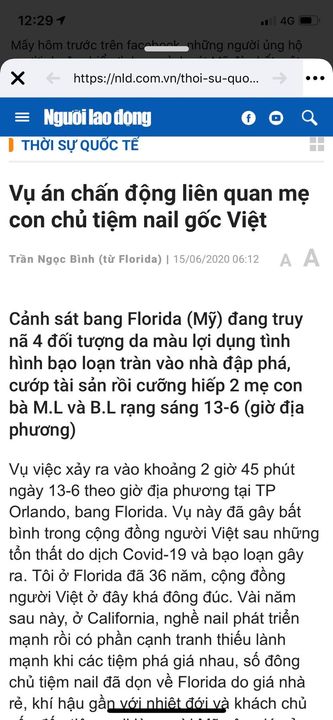 12:29
4G
Mấy hôm trước trên facebook, những người ủng hộ
https://nld.com.vn/thoi-su-quo...
Người lao động
THỜI SỰ QUỐC TẾ
Vụ án chấn động liên quan mẹ
con chủ tiệm nail gốc Việt
Trần Ngọc Bình (từ Florida) | 15/06/2020 06:12
A A
Cảnh sát bang Florida (Mỹ) đang truy
nã 4 đối tượng da màu lợi dụng tình
hình bạo loạn tràn vào nhà đập phá,
cướp tài sản rồi cưỡng hiếp 2 mẹ con
bà M.L và B.L rạng sáng 13-6 (giờ địa
phương)
Vụ việc xảy ra vào khoảng 2 giờ 45 phút
ngày 13-6 theo giờ địa phương tại TP
Orlando, bang Florida. Vụ này đã gây bất
bình trong cộng đồng người Việt sau những
tổn thất do dịch Covid-19 và bạo loạn gây
ra. Tôi ở Florida đã 36 năm, cộng đồng
người Việt ở đây khá đông đúc. Vài năm
sau này, ở California, nghề nail phát triển
mạnh rồi có phần cạnh tranh thiếu lành
mạnh khi các tiệm phá giá nhau, số đông
chủ tiệm nail đã dọn về Florida do giá nhà
rẻ, khí hậu gần với nhiệt đới và khách chủ